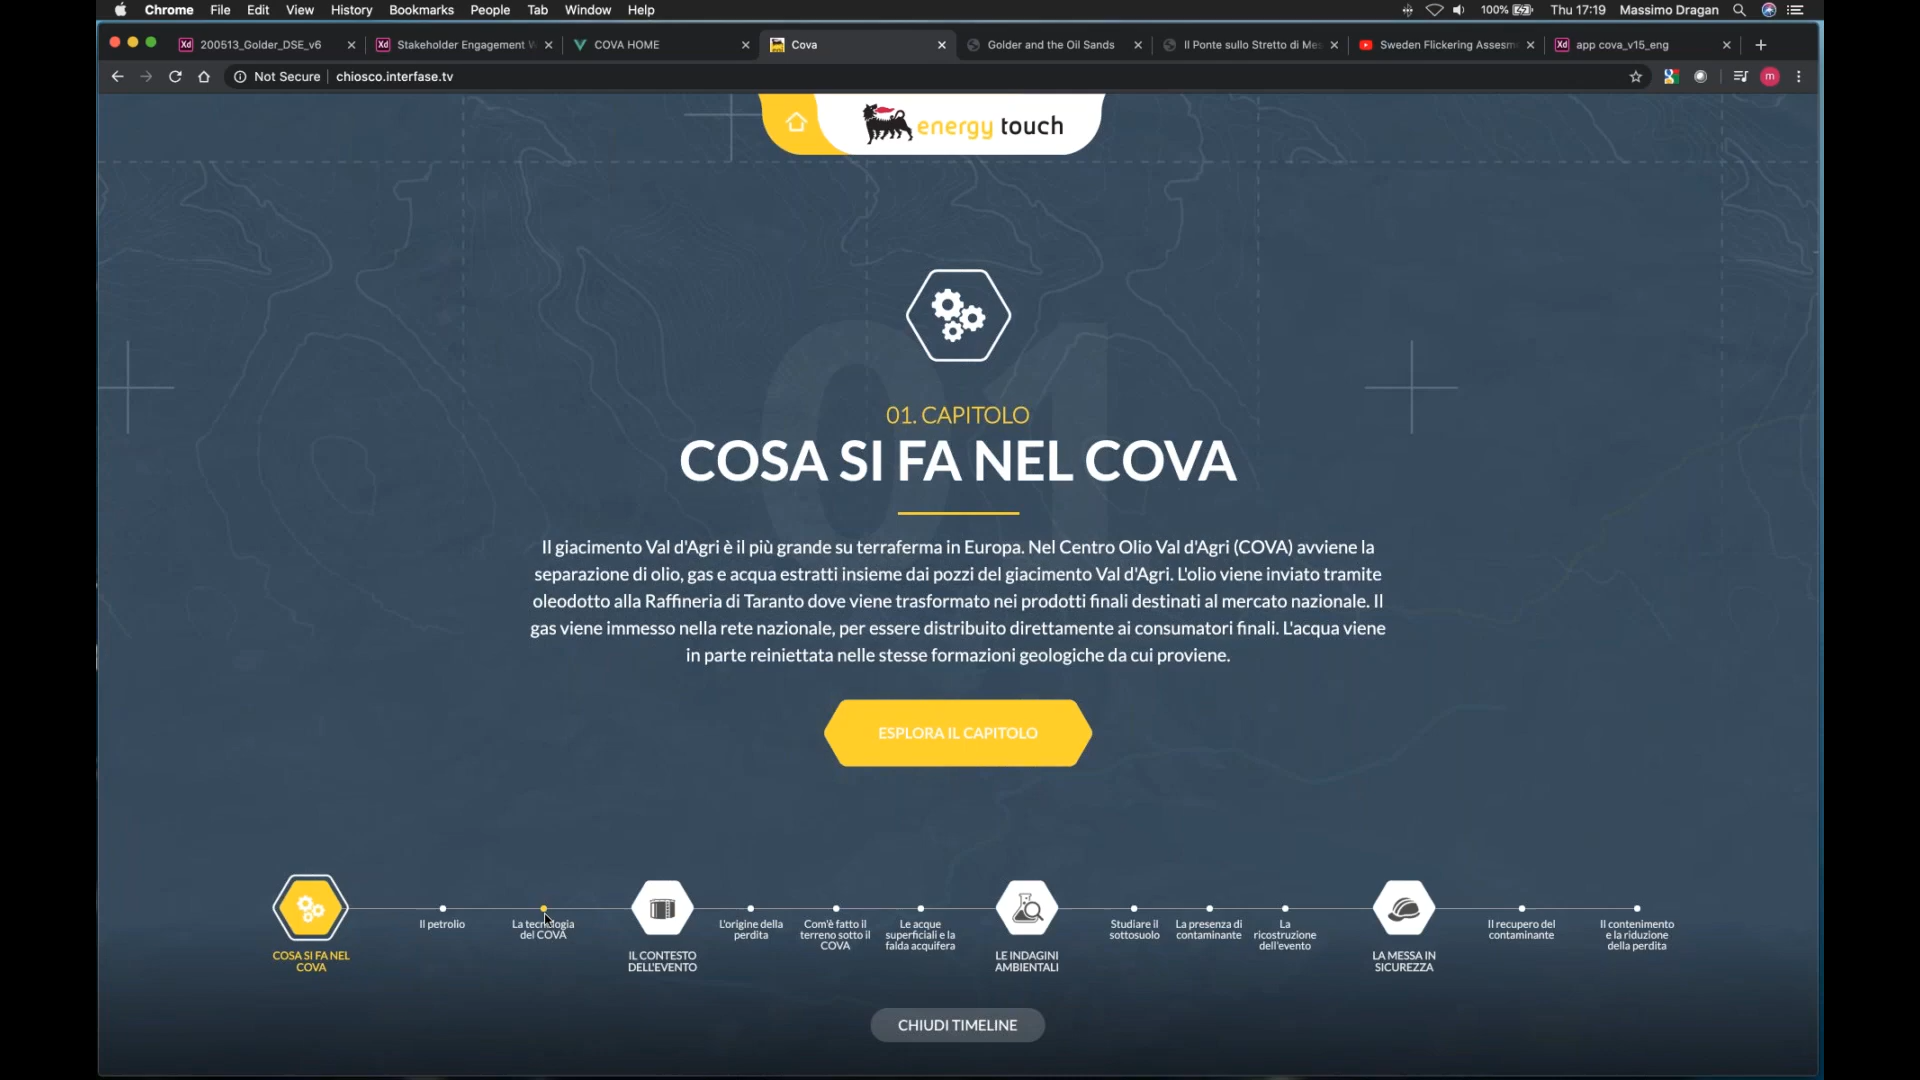 Chrome File Edit View History Bookmarks People Tab Window Help 100% Thu 17:19 Massimo Dragan
200513_Golder_DSE_v6 Stakeholder Engagement COVA HOME Cova Golder and the Oil Sands Il Ponte sullo Stretto di Me Sweden Flickering Assesm app cova_v15_eng
Not Secure chiosco.interfase.tv m
energy touch
01
01. CAPITOLO
COSA SI FA NEL COVA
Il giacimento Val d'Agri è il più grande su terraferma in Europa. Nel Centro Olio Val d'Agri (COVA) avviene la
separazione di olio, gas e acqua estratti insieme dai pozzi del giacimento Val d'Agri. L'olio viene inviato tramite
oleodotto alla Raffineria di Taranto dove viene trasformato nei prodotti finali destinati al mercato nazionale. Il
gas viene immesso nella rete nazionale, per essere distribuito direttamente ai consumatori finali. L'acqua viene
in parte reiniettata nelle stesse formazioni geologiche da cui proviene.
ESPLORA IL CAPITOLO
COSA SI FA NEL
COVA
Il petrolio
La tecnologia
del COVA
IL CONTESTO
DELL'EVENTO
L'origine della
perdita
Com'è fatto il
terreno sotto il
COVA
Le acque
superficiali e la
falda acquifera
LE INDAGINI
AMBIENTALI
Studiare il
sottosuolo
La presenza di
contaminante
La
ricostruzione
dell'evento
LA MESSA IN
SICUREZZA
Il recupero del
contaminante
Il contenimento
e la riduzione
della perdita
CHIUDI TIMELINE